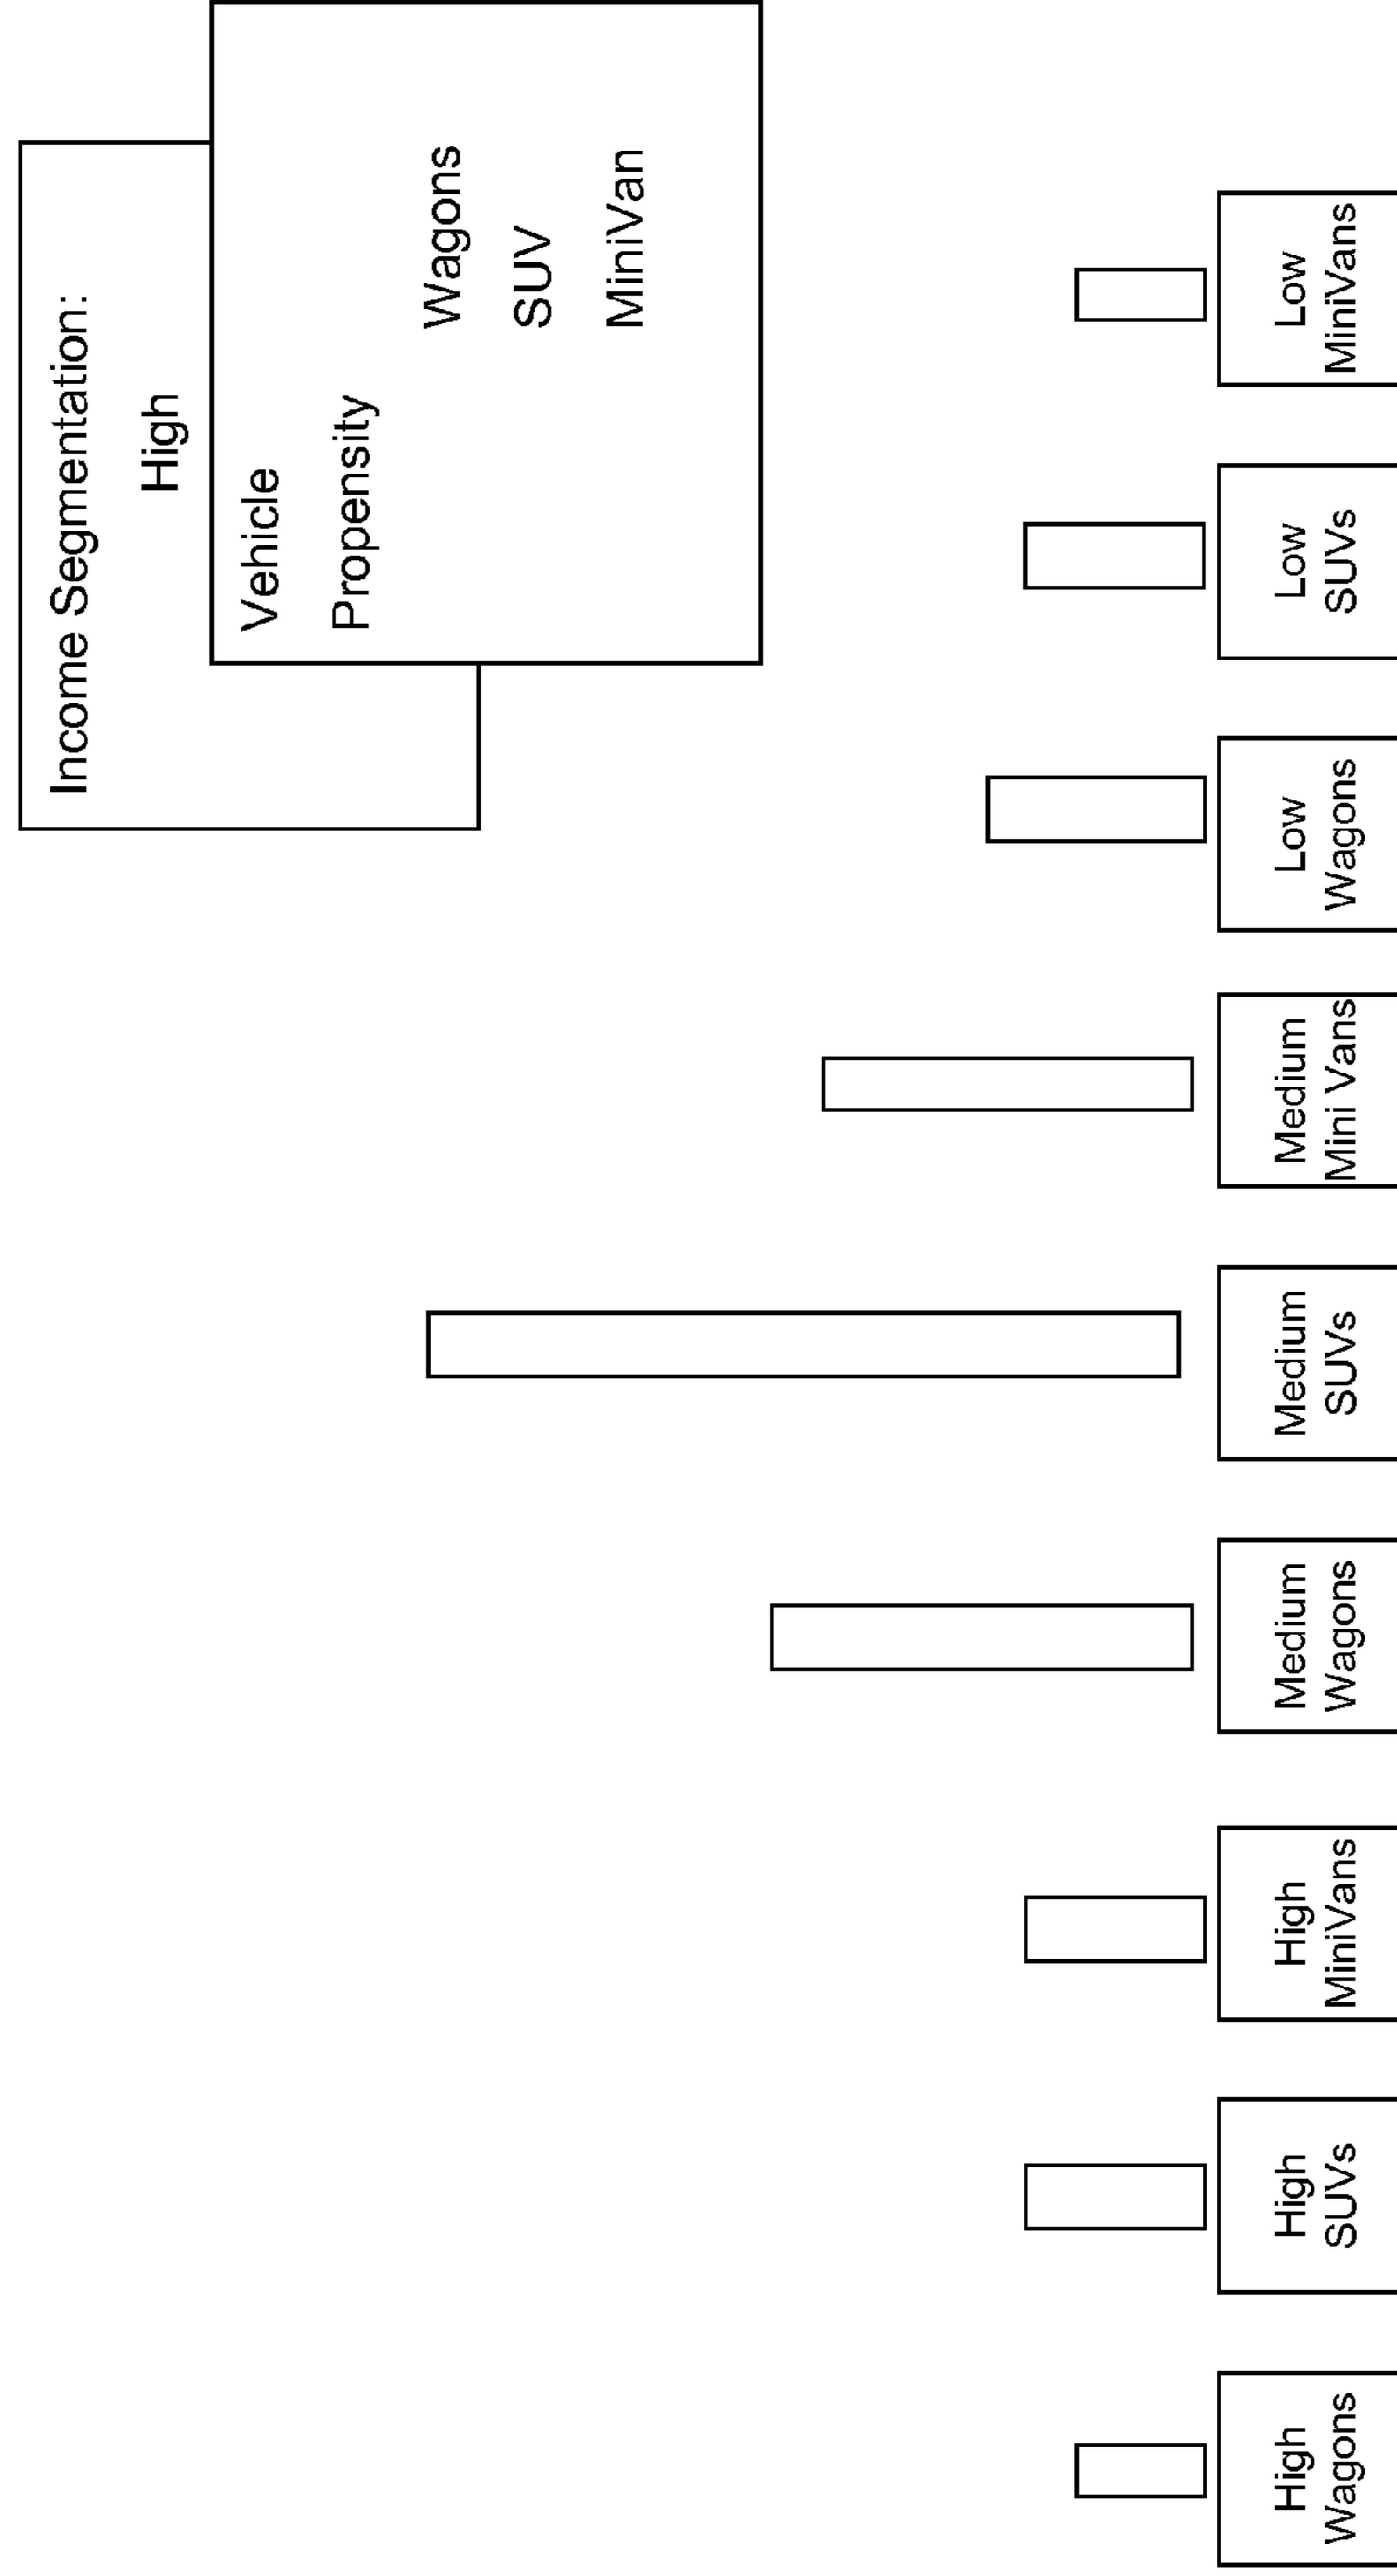 Income Segmentation:
High
Vehicle
Propensity
Wagons
SUV
MiniVan
High
Wagons
High
SUVs
High
MiniVans
Medium
Wagons
Medium
SUVs
Medium
Mini Vans
Low
Wagons
Low
SUVs
Low
MiniVans